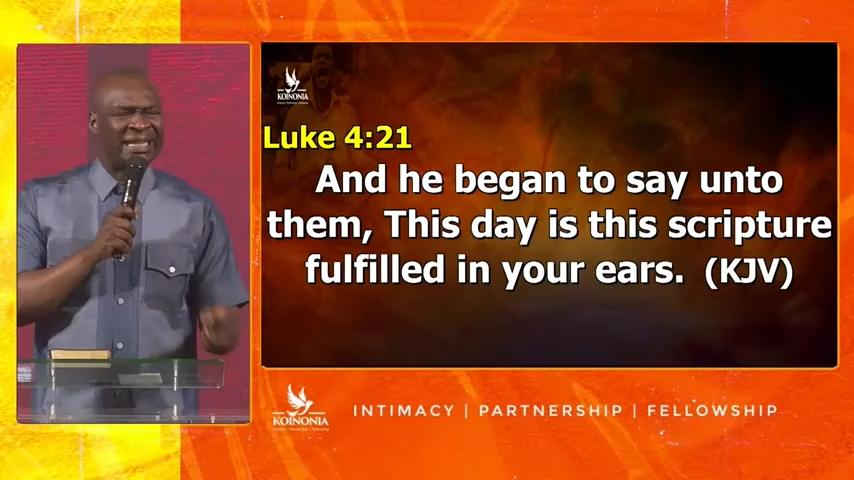 KOINONIA
Luke 4:21
And he began to say unto
them, This day is this scripture
fulfilled in your ears. (KJV)
KOINONIA
INTIMACY | PARTNERSHIP | FELLOWSHIP